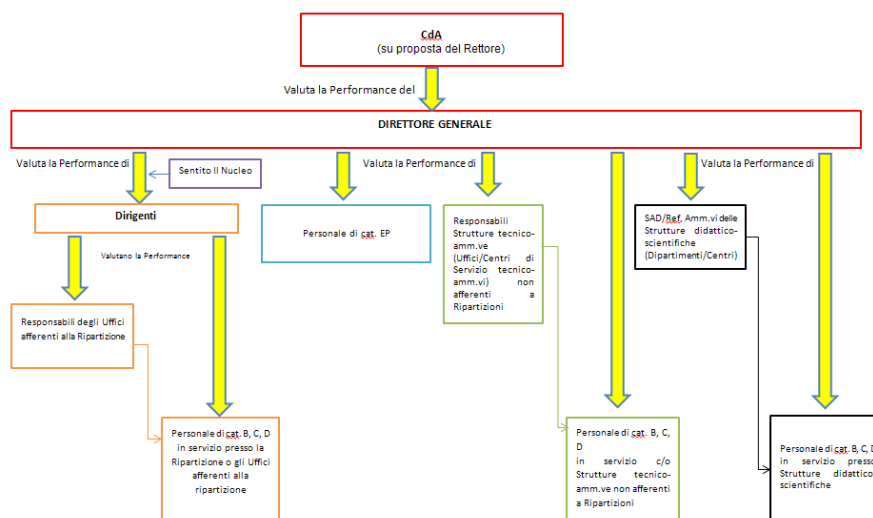 CdA
(su proposta del Rettore)
Valuta la Performance del
DIRETTORE GENERALE
Valuta la Performance di
Sentito Il Nucleo
Valuta la Performance di
Valuta la Performance di
Dirigenti
Personale di cat. EP
Responsabili
Strutture tecnico-
amm.ve
(Uffici/Centri di
Servizio tecnico-
amm.vi) non
afferenti a
Ripartizioni
SAD/Ref. Amm.vi delle
Strutture didattico-
scientifiche
(Dipartimenti/Centri)
Valutano la Performance
Responsabili degli Uffici
afferenti alla Ripartizione
Personale di cat. B, C, D
in servizio presso la
Ripartizione o gli Uffici
afferenti alla
ripartizione
Personale di cat. B, C,
D
in servizio c/o
Strutture tecnico-
amm.ve non afferenti
a Ripartizioni
Personale di cat. B, C, D
in servizio presso
Strutture didattico-
scientifiche